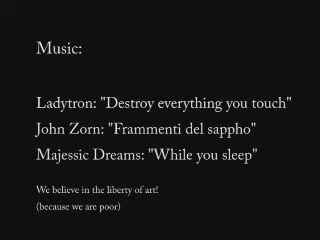 Music:
Ladytron: "Destroy everything you touch"
John Zorn: "Frammenti del sappho"
Majessic Dreams: "While you sleep"
We believe in the liberty of art!
(because we are poor)